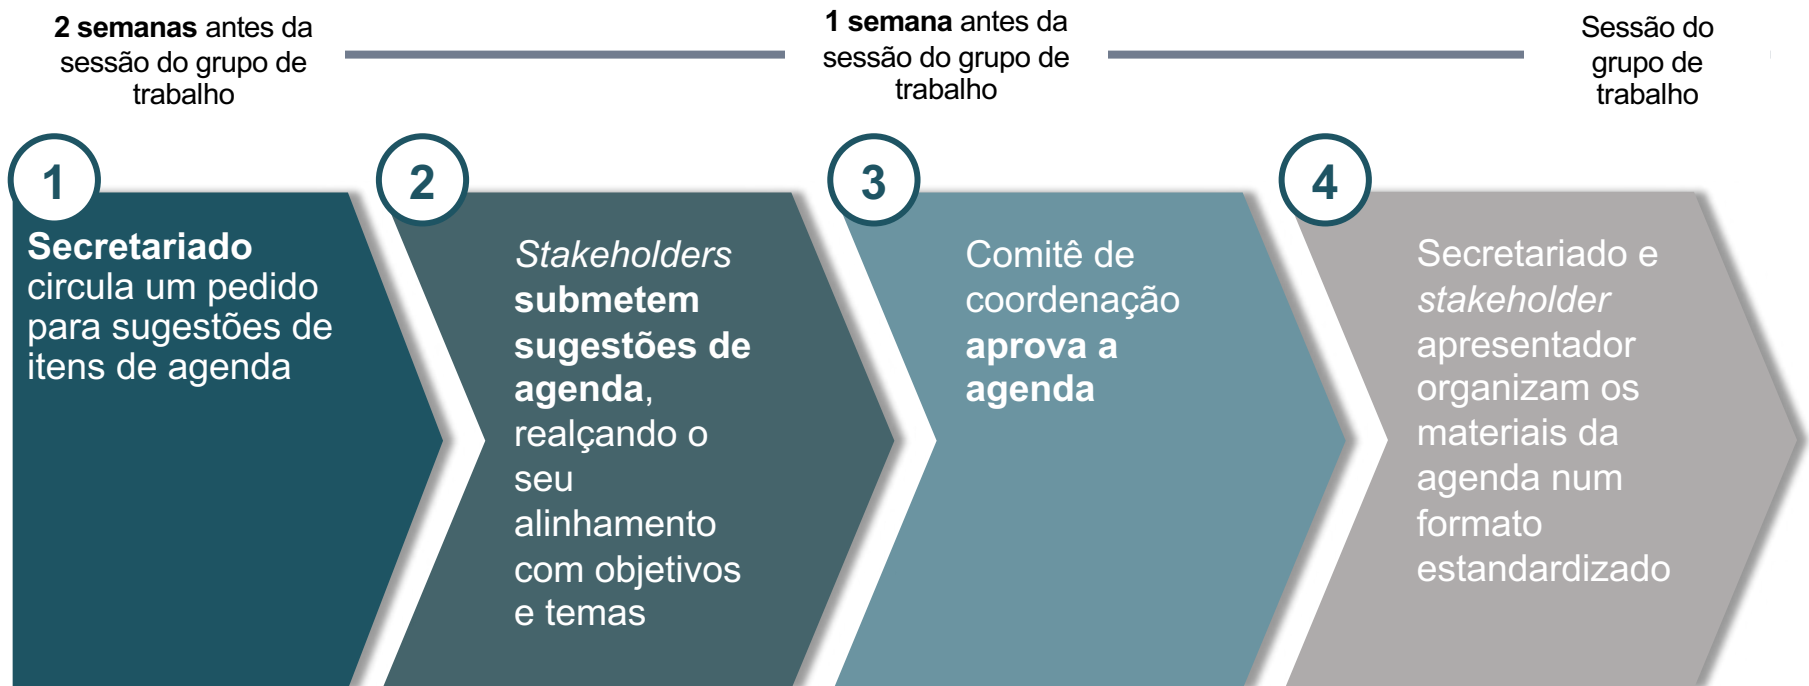 2 semanas antes da
sessão do grupo de
trabalho
1 semana antes da
sessão do grupo de
trabalho
Sessão do
grupo de
trabalho
1
Secretariado
circula um pedido
para sugestões de
itens de agenda
2
Stakeholders
submetem
sugestões de
agenda,
realçando o
seu
alinhamento
com objetivos
e temas
3
Comitê de
coordenação
aprova a
agenda
4
Secretariado e
stakeholder
apresentador
organizam os
materiais da
agenda num
formato
estandardizado